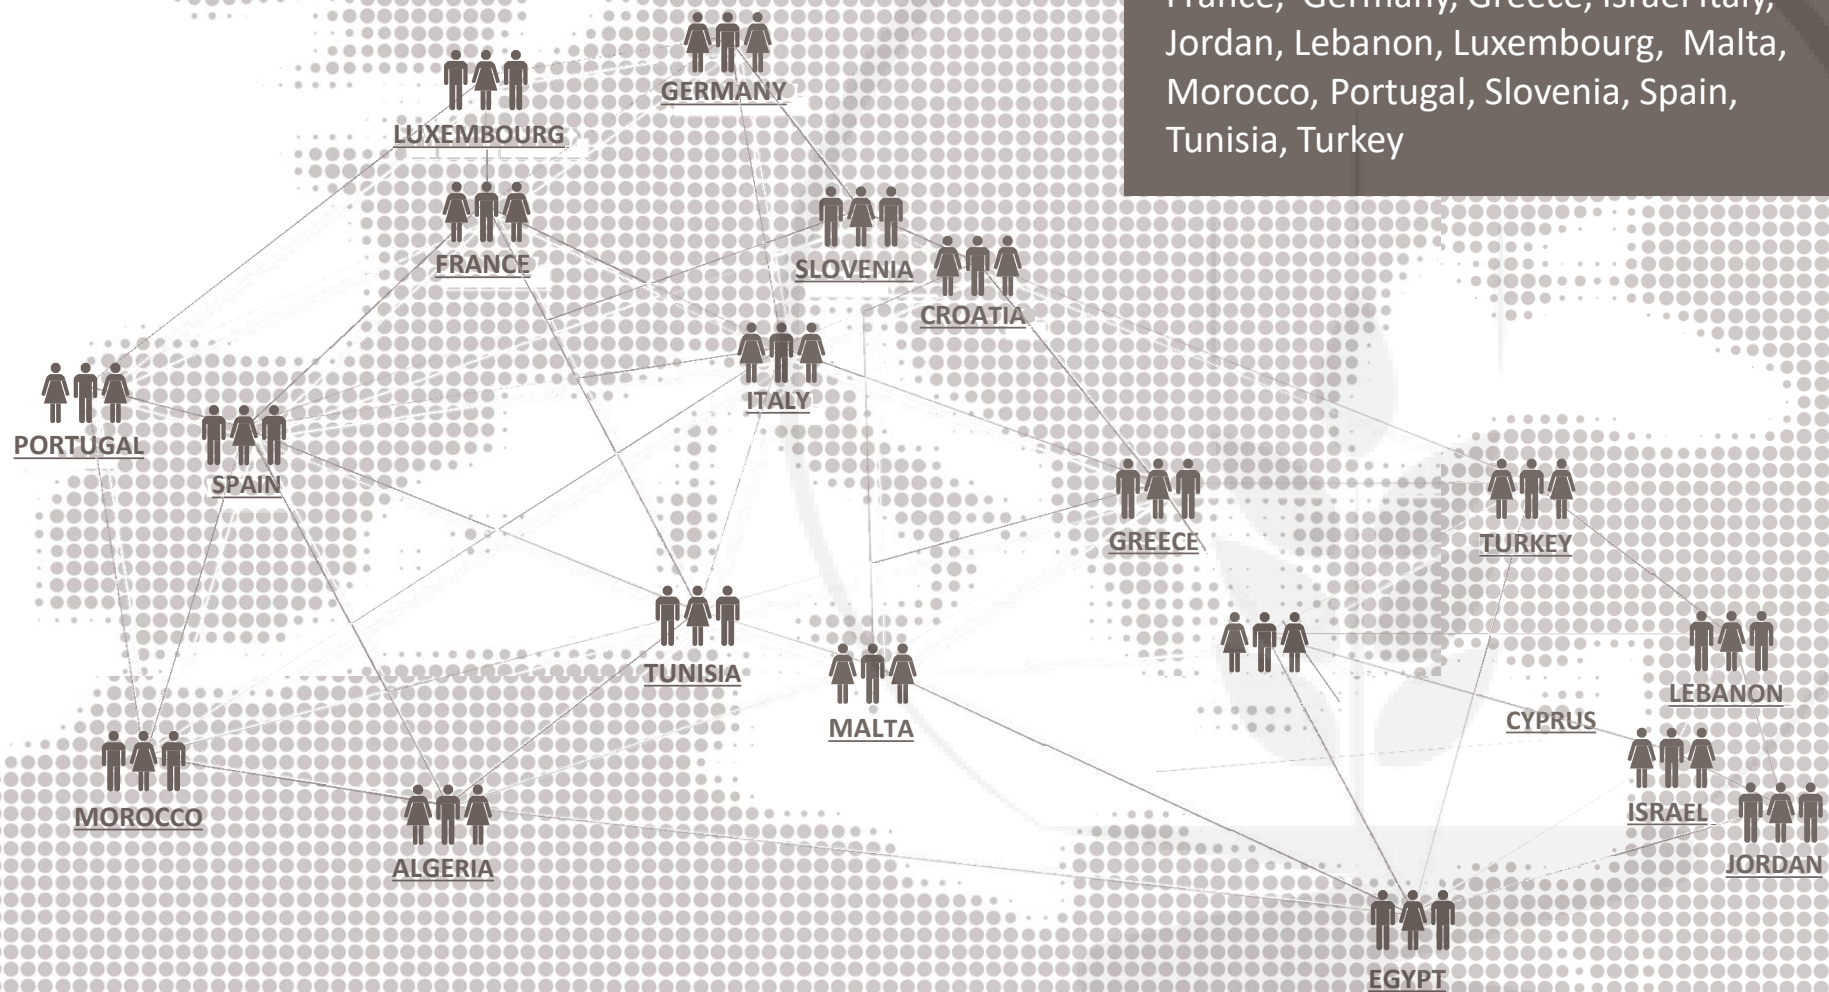 France, Germany, Greece, Israel Italy,
Jordan, Lebanon, Luxembourg, Malta,
Morocco, Portugal, Slovenia, Spain,
Tunisia, Turkey
GERMANY
LUXEMBOURG
FRANCE
SLOVENIA
CROATIA
ITALY
PORTUGAL
SPAIN
GREECE
TURKEY
TUNISIA
LEBANON
MALTA
CYPRUS
MOROCCO
ISRAEL
ALGERIA
JORDAN
EGYPT